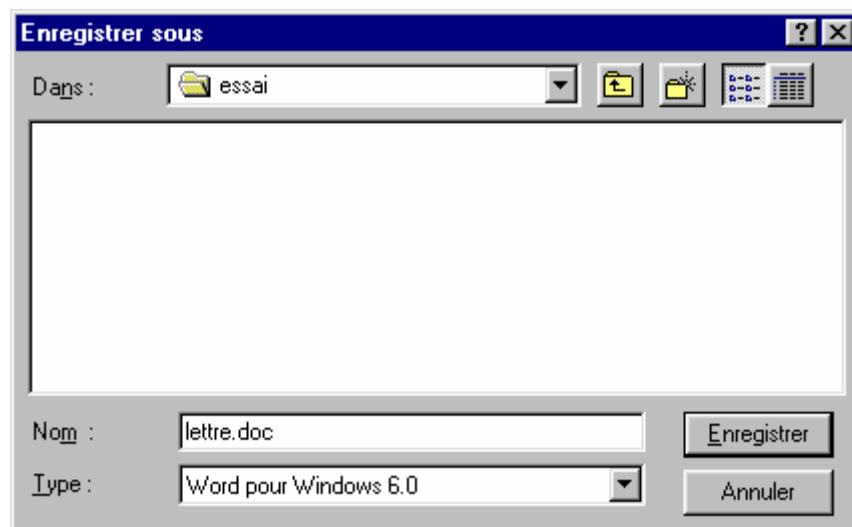 Enregistrer sous
Dans : essai
Nom : lettre.doc Enregistrer
Type : Word pour Windows 6.0 Annuler